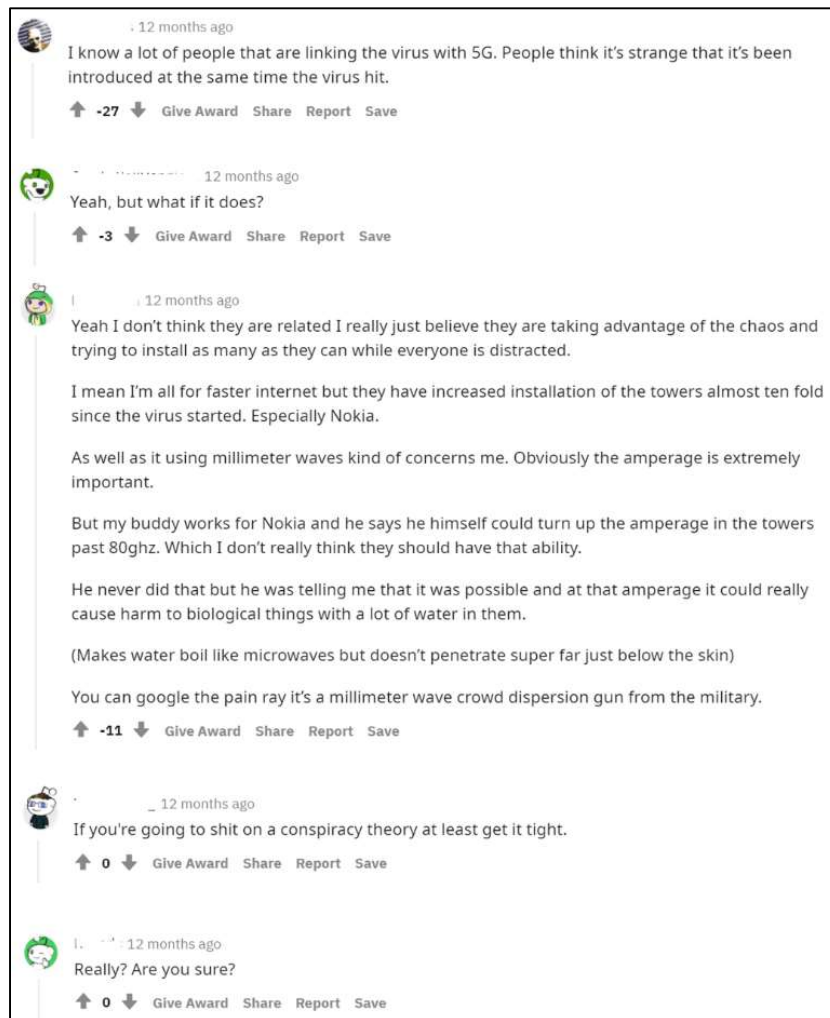 12 months ago
I know a lot of people that are linking the virus with 5G. People think it's strange that it's been
introduced at the same time the virus hit.
-27 Give Award Share Report Save
12 months ago
Yeah, but what if it does?
-3 Give Award Share Report Save
12 months ago
Yeah I don't think they are related I really just believe they are taking advantage of the chaos and
trying to install as many as they can while everyone is distracted.
I mean I'm all for faster internet but they have increased installation of the towers almost ten fold
since the virus started. Especially Nokia.
As well as it using millimeter waves kind of concerns me. Obviously the amperage is extremely
important.
But my buddy works for Nokia and he says he himself could turn up the amperage in the towers
past 80ghz. Which I don't really think they should have that ability.
He never did that but he was telling me that it was possible and at that amperage it could really
cause harm to biological things with a lot of water in them.
(Makes water boil like microwaves but doesn't penetrate super far just below the skin)
You can google the pain ray it's a millimeter wave crowd dispersion gun from the military.
-11 Give Award Share Report Save
12 months ago
If you're going to shit on a conspiracy theory at least get it tight.
0 Give Award Share Report Save
12 months ago
Really? Are you sure?
0 Give Award Share Report Save